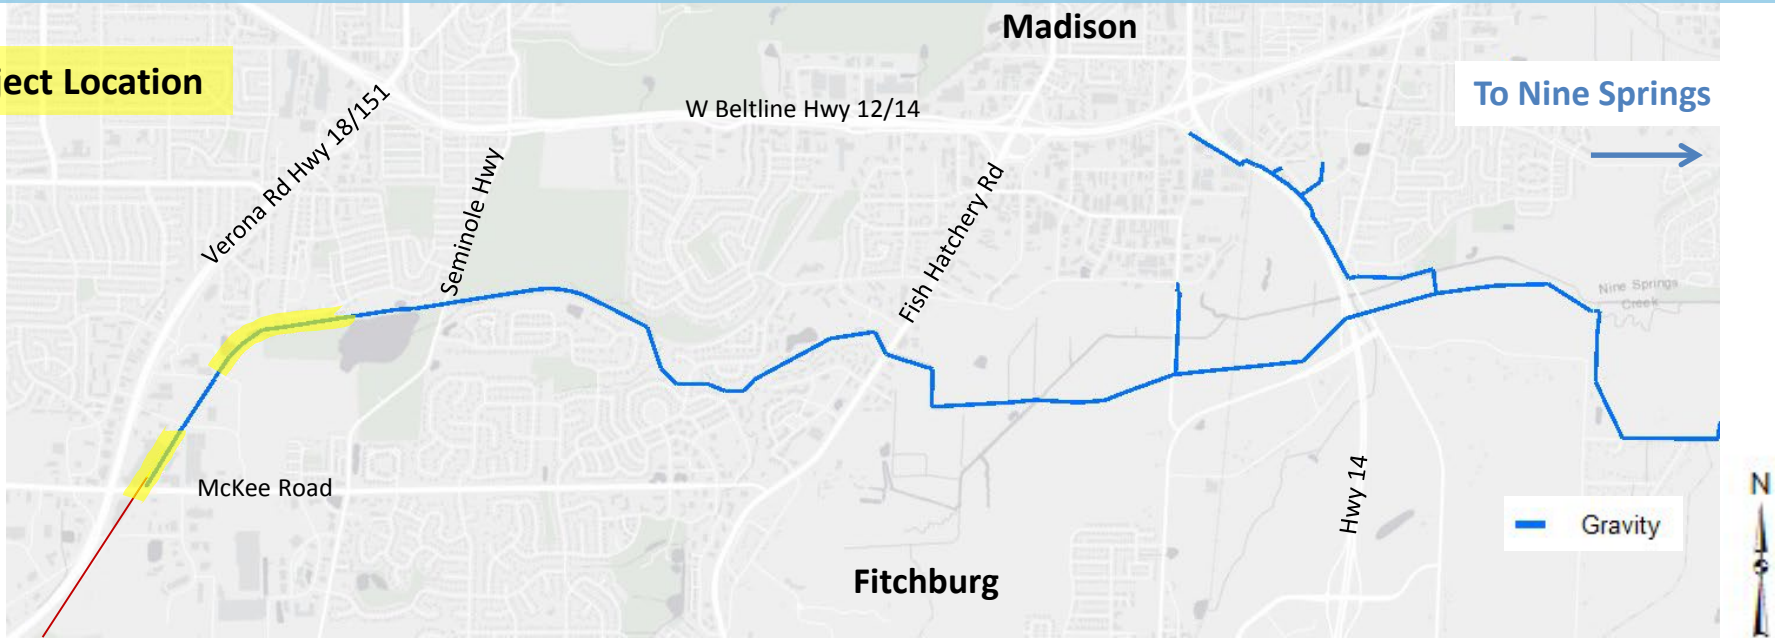 Madison
ject Location
To Nine Springs
W Beltline Hwy 12/14
Verona Rd Hwy 18/151
Seminole Hwy
Fish Hatchery Rd
Nine Springs
Creek
McKee Road
Hwy 14
N
Gravity
Fitchburg